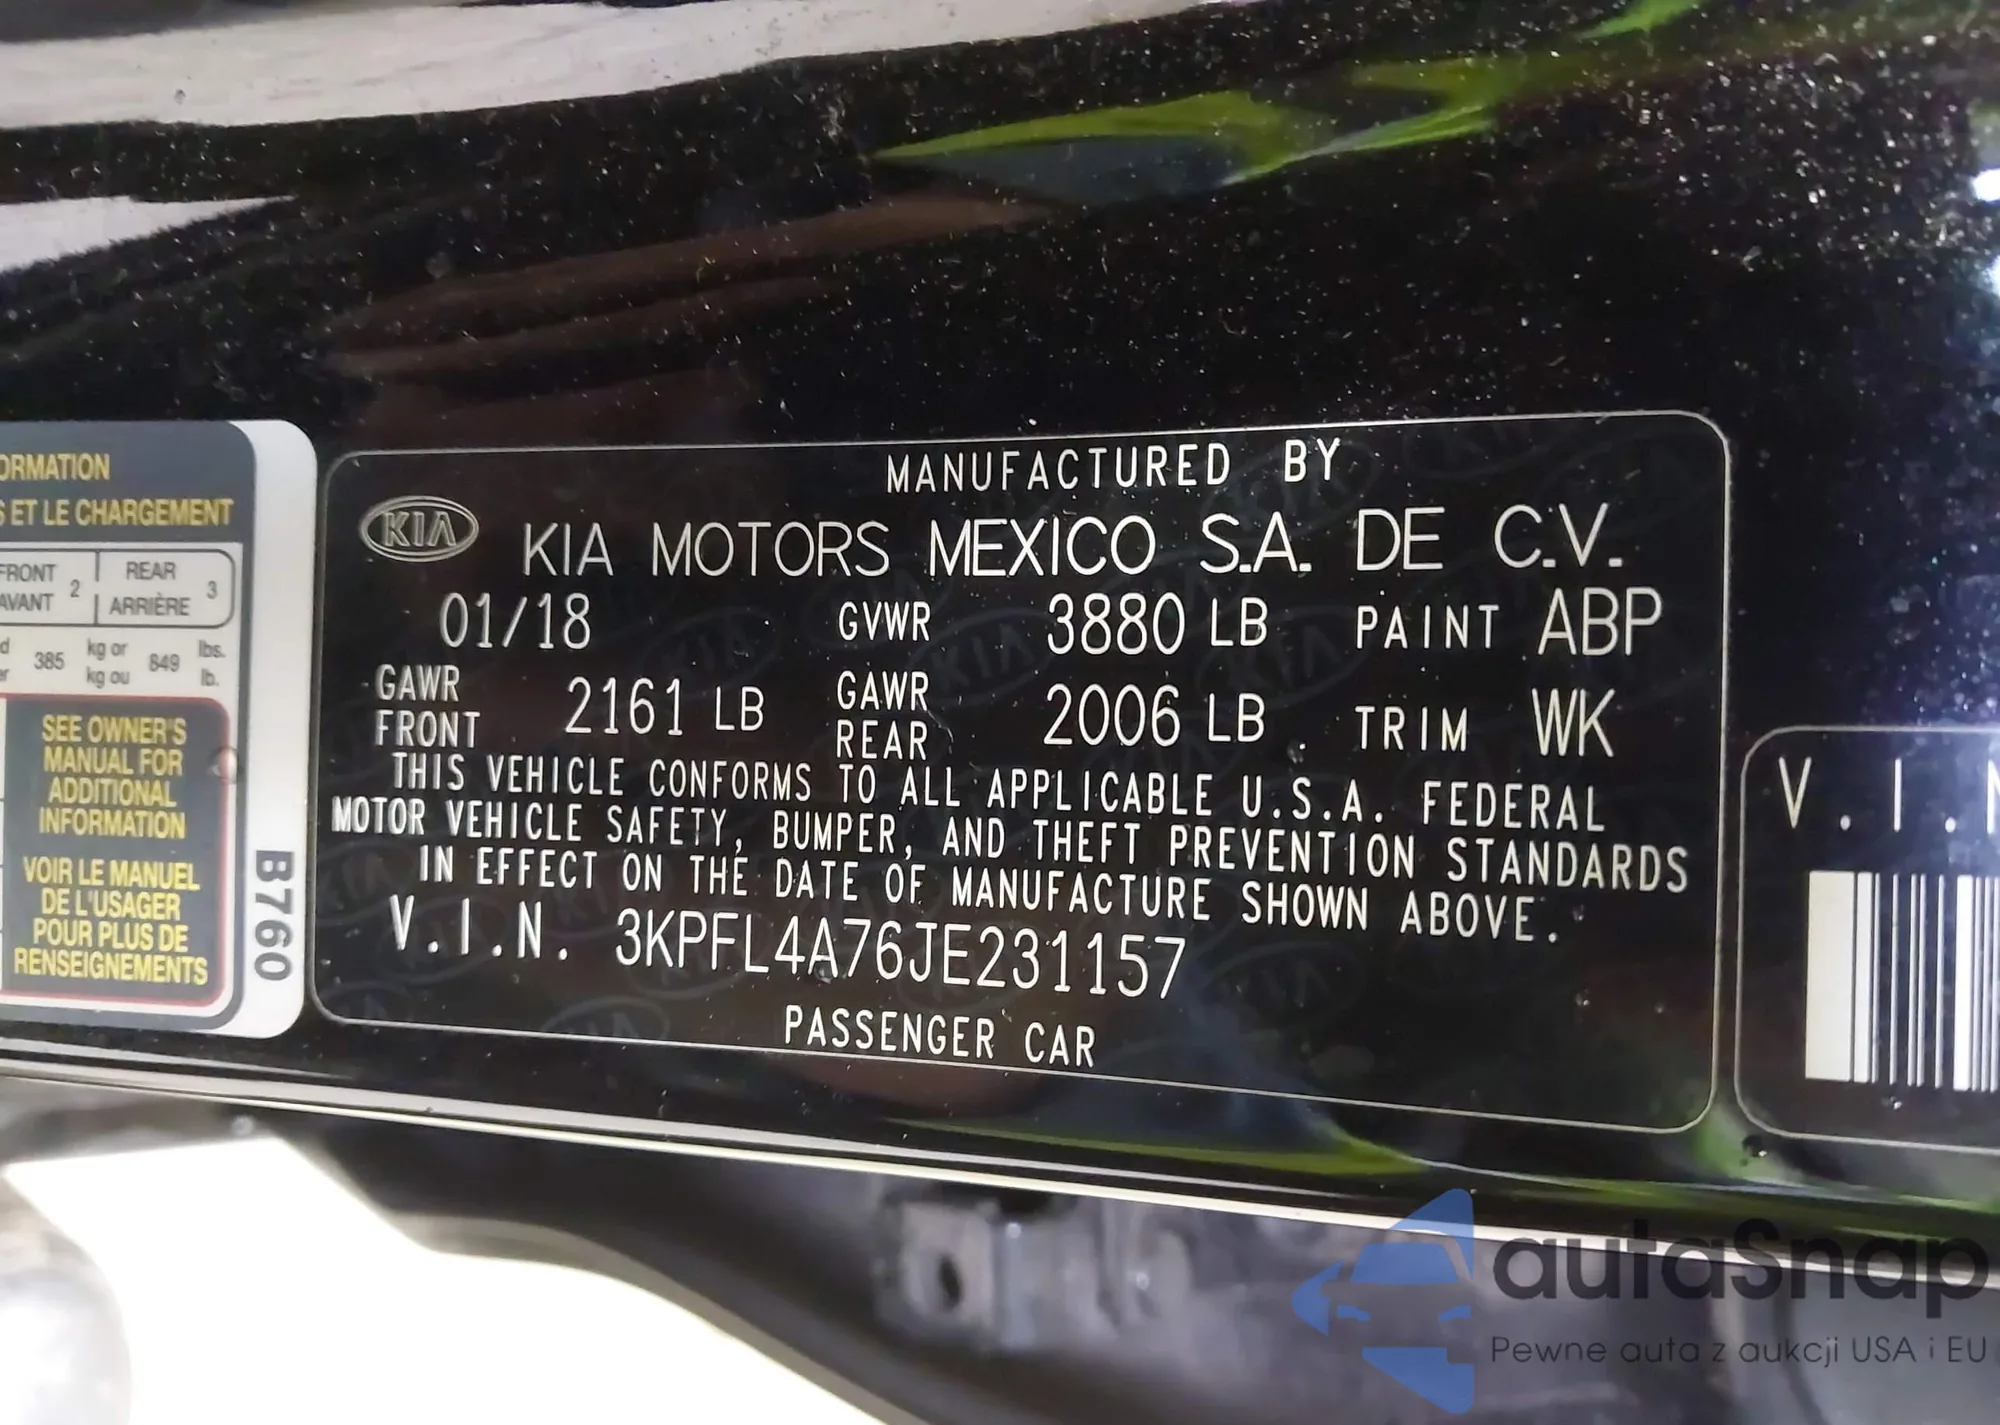 ORMATION
S ET LE CHARGEMENT
FRONT 2 REAR 3
AVANT ARRIÈRE
385 kg or 849 lbs.
kg ou lb.
SEE OWNER'S
MANUAL FOR
ADDITIONAL
INFORMATION
VOIR LE MANUEL
DE L'USAGER
POUR PLUS DE
RENSEIGNEMENTS
B760
MANUFACTURED BY
KIA KIA MOTORS MEXICO S.A. DE C.V.
01/18 GVWR 3880 LB PAINT ABP
GAWR FRONT 2161 LB GAWR REAR 2006 LB TRIM WK
THIS VEHICLE CONFORMS TO ALL APPLICABLE U.S.A. FEDERAL
MOTOR VEHICLE SAFETY, BUMPER, AND THEFT PREVENTION STANDARDS
IN EFFECT ON THE DATE OF MANUFACTURE SHOWN ABOVE.
V.I.N. 3KPFL4A76JE231157
PASSENGER CAR
V.I.N
autaSnap
Pewne auta z aukcji USA i EU